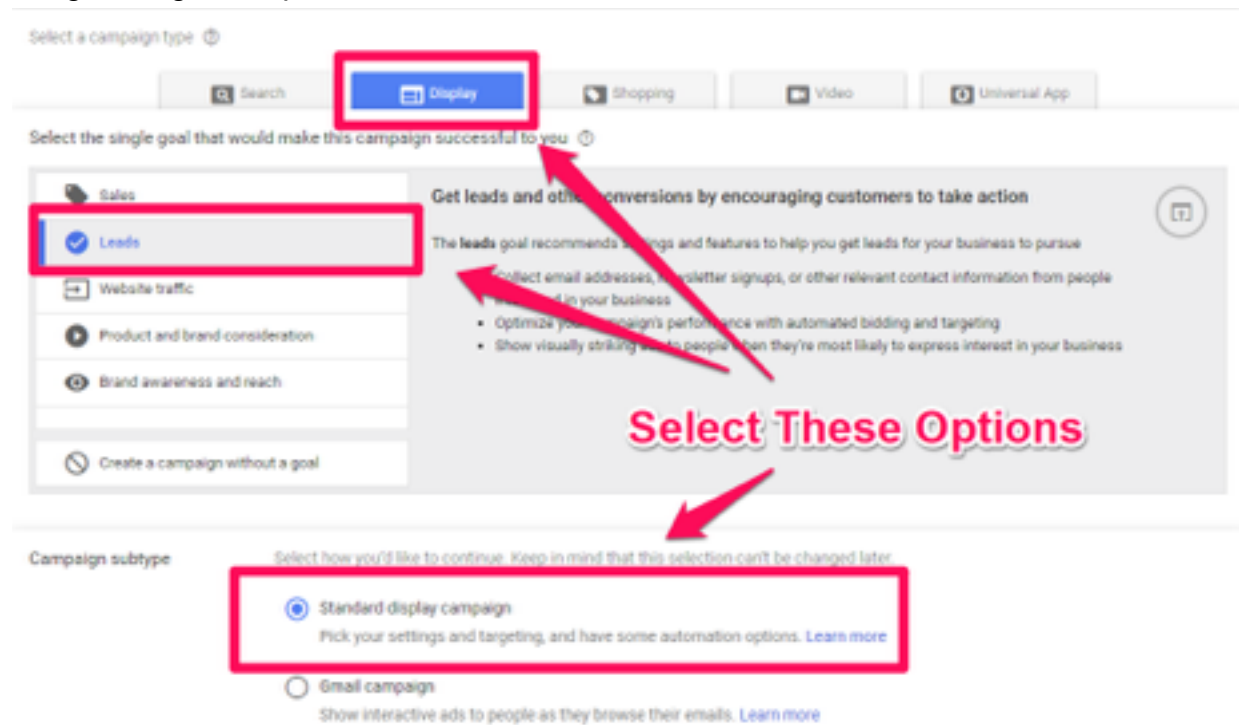 Select a campaign type
Search Display Shopping Video Universal App
Select the single goal that would make this campaign successful to you
Sales
Leads
Website traffic
Product and brand consideration
Brand awareness and reach
Create a campaign without a goal
Get leads and other conversions by encouraging customers to take action
The leads goal recommends settings and features to help you get leads for your business to pursue
Collect email addresses, newsletter signups, or other relevant contact information from people
in your business
Optimize your campaign's performance with automated bidding and targeting
Show visually striking ads to people when they're most likely to express interest in your business
Select These Options
Campaign subtype
Select how you'd like to continue. Keep in mind that this selection can't be changed later.
Standard display campaign
Pick your settings and targeting, and have some automation options. Learn more
Gmail campaign
Show interactive ads to people as they browse their emails. Learn more